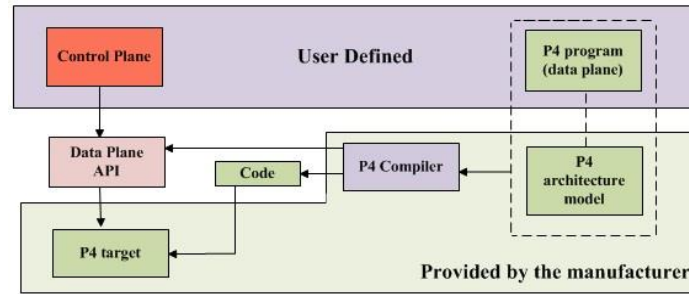 Control Plane
User Defined
P4 program
(data plane)
Data Plane
API
Code
P4 Compiler
P4
architecture
model
P4 target
Provided by the manufacturer